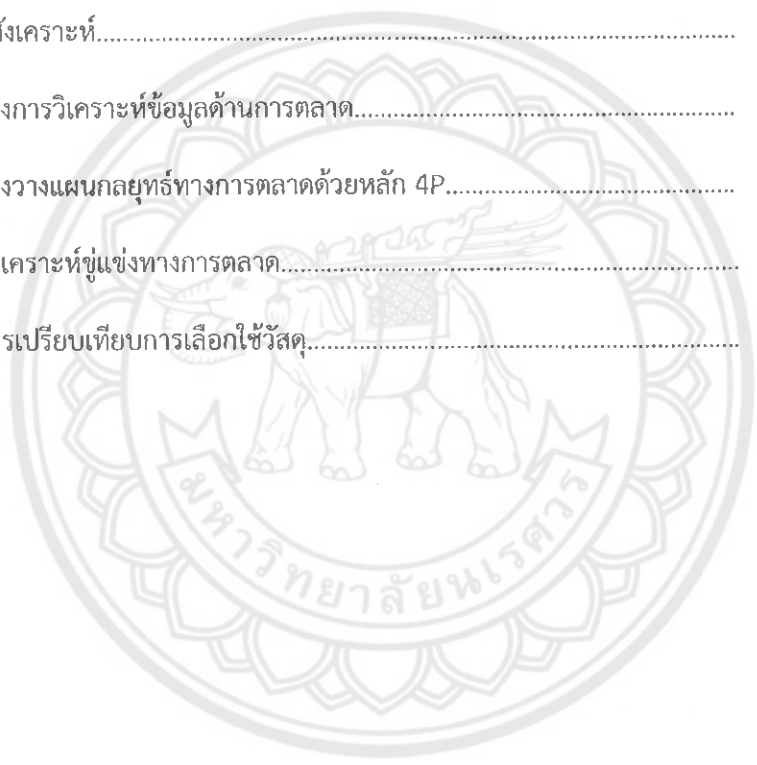 สังเคราะห์
งการวิเคราะห์ข้อมูลด้านการตลาด
งวางแผนกลยุทธ์ทางการตลาดด้วยหลัก 4P
เคราะห์ขู่แข่งทางการตลาด
รเปรียบเทียบการเลือกใช้วัสดุ
มหาวิทยาลัยนเรศวร